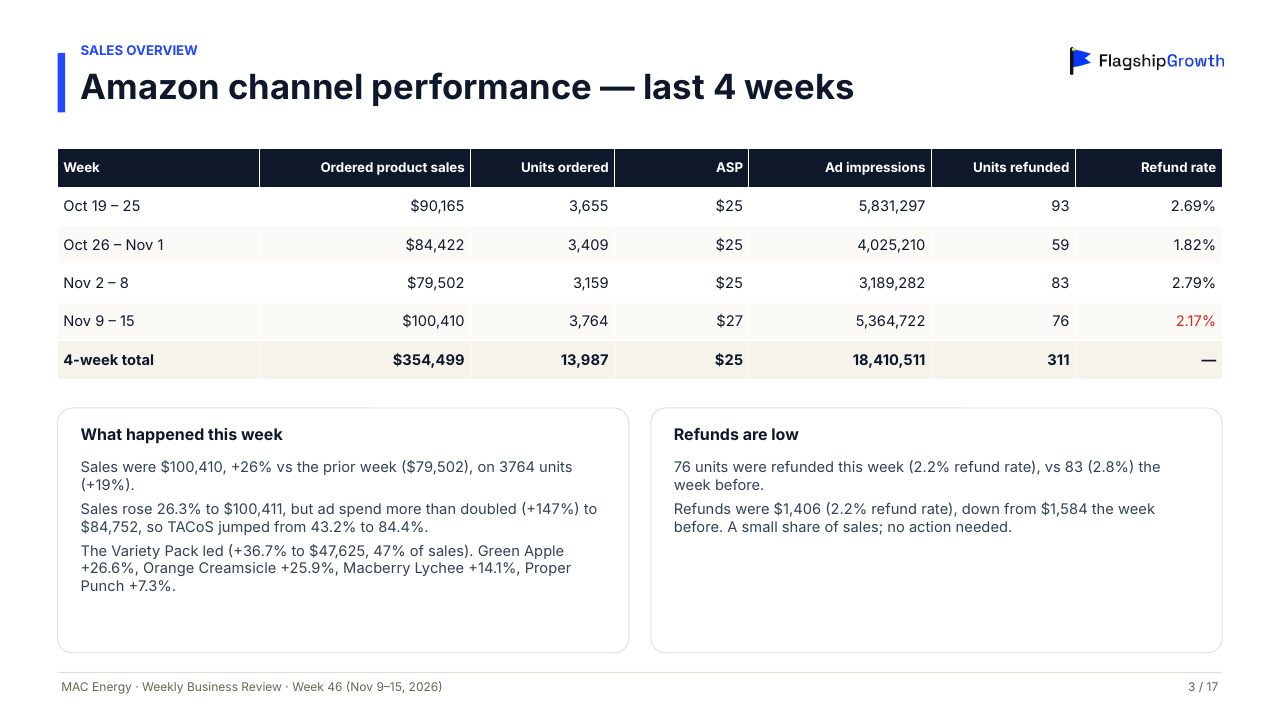 SALES OVERVIEW
Amazon channel performance — last 4 weeks
FlagshipGrowth
Week Ordered product sales Units ordered ASP Ad impressions Units refunded Refund rate
Oct 19 – 25 $90,165 3,655 $25 5,831,297 93 2.69%
Oct 26 – Nov 1 $84,422 3,409 $25 4,025,210 59 1.82%
Nov 2 – 8 $79,502 3,159 $25 3,189,282 83 2.79%
Nov 9 – 15 $100,410 3,764 $27 5,364,722 76 2.17%
4-week total $354,499 13,987 $25 18,410,511 311 —
What happened this week
Sales were $100,410, +26% vs the prior week ($79,502), on 3764 units
(+19%).
Sales rose 26.3% to $100,411, but ad spend more than doubled (+147%) to
$84,752, so TACoS jumped from 43.2% to 84.4%.
The Variety Pack led (+36.7% to $47,625, 47% of sales). Green Apple
+26.6%, Orange Creamsicle +25.9%, Macberry Lychee +14.1%, Proper
Punch +7.3%.
Refunds are low
76 units were refunded this week (2.2% refund rate), vs 83 (2.8%) the
week before.
Refunds were $1,406 (2.2% refund rate), down from $1,584 the week
before. A small share of sales; no action needed.
MAC Energy · Weekly Business Review · Week 46 (Nov 9–15, 2026)
3 / 17